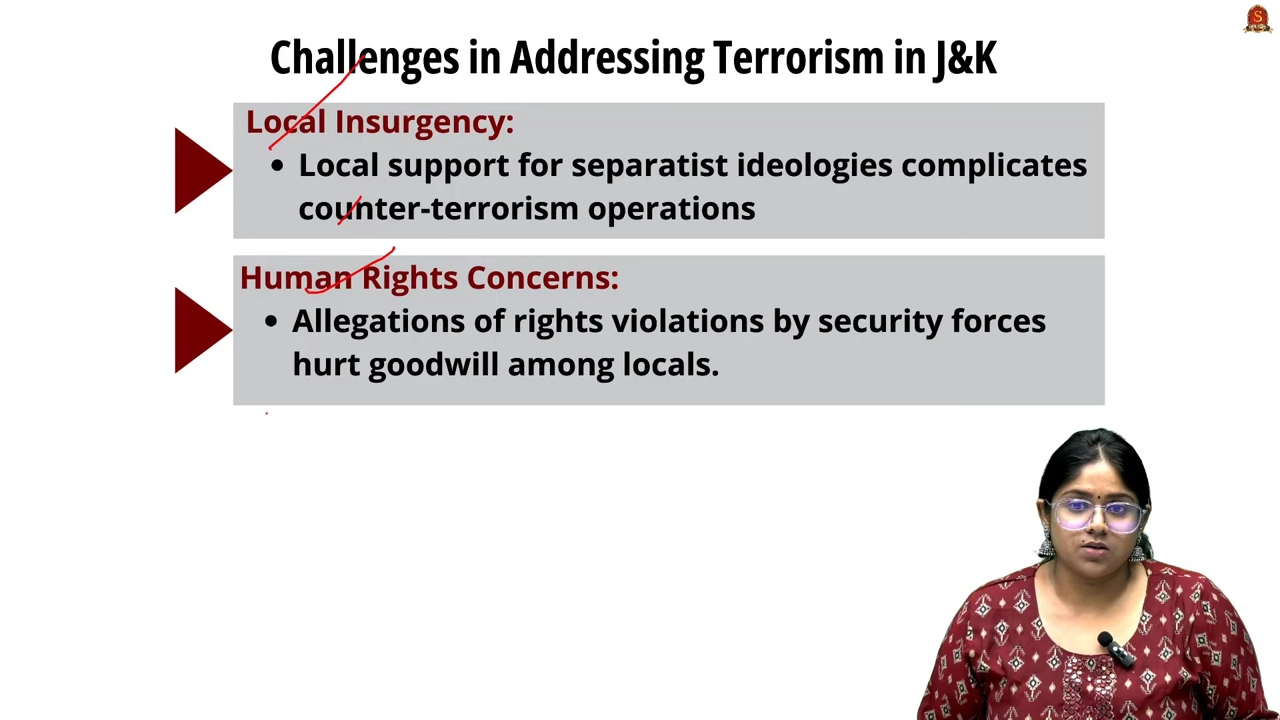 Challenges in Addressing Terrorism in J&K
Local Insurgency:
• Local support for separatist ideologies complicates
counter-terrorism operations
Human Rights Concerns:
• Allegations of rights violations by security forces
hurt goodwill among locals.
S